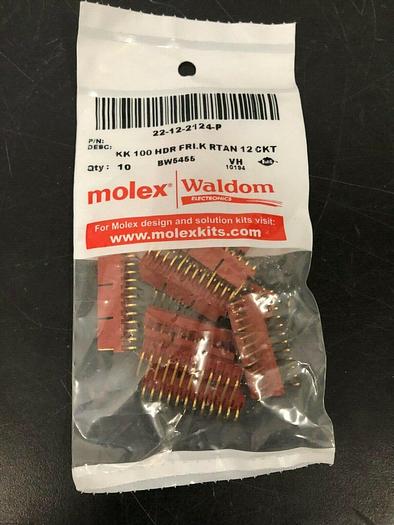 22-12-2124-P
P/N:
DESC: KK 100 HDR FRI.K RTAN 12 CKT
Qty: 10 BW5455 VH
10194
molex® Waldom
ELECTRONICS
For Molex design and solution kits visit:
www.molexkits.com